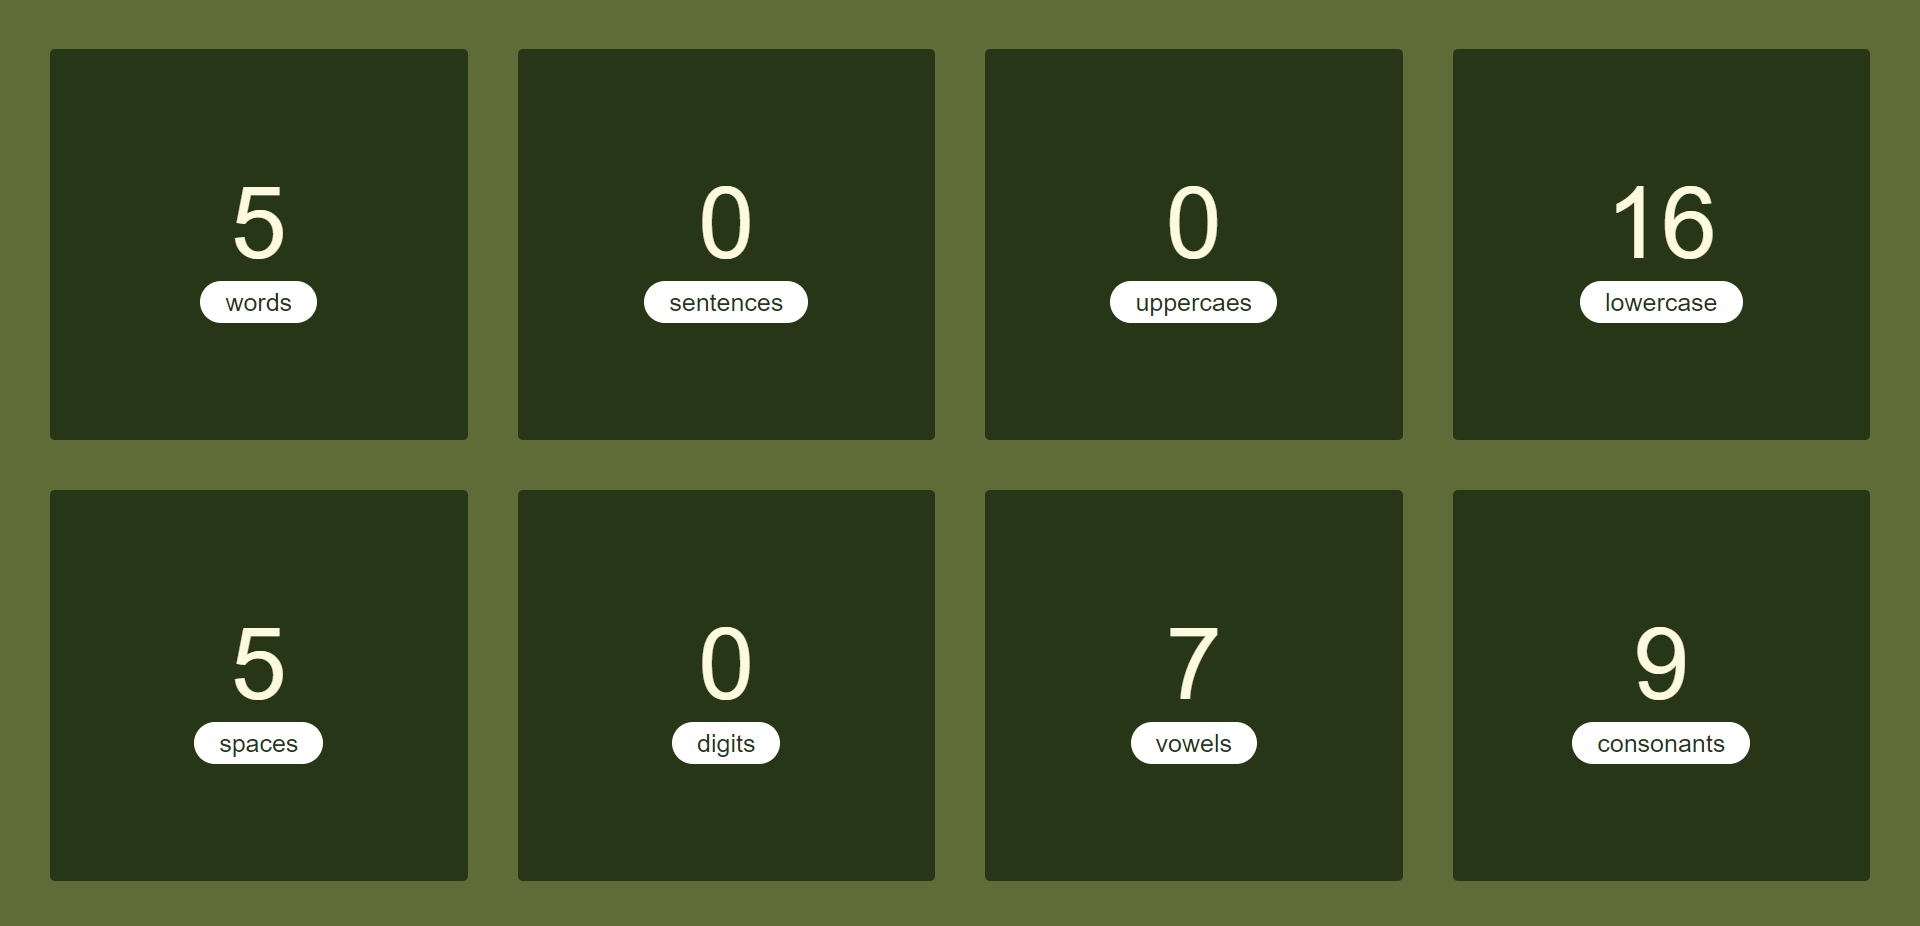 5
words
0
sentences
0
uppercaes
16
lowercase
5
spaces
0
digits
7
vowels
9
consonants